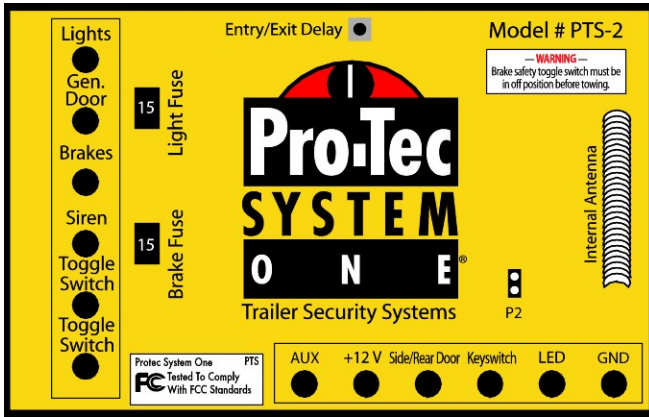 Lights
Gen.
Door
Brakes
Siren
Toggle
Switch
Toggle
Switch
15
Light Fuse
15
Brake Fuse
Entry/Exit Delay
Model # PTS-2
— WARNING —
Brake safety toggle switch must be
in off position before towing.
Pro·Tec
SYSTEM
ONE®
Trailer Security Systems
Internal Antenna
P2
Protec System One PTS
FC Tested To Comply
With FCC Standards
AUX +12 V Side/Rear Door Keyswitch LED GND